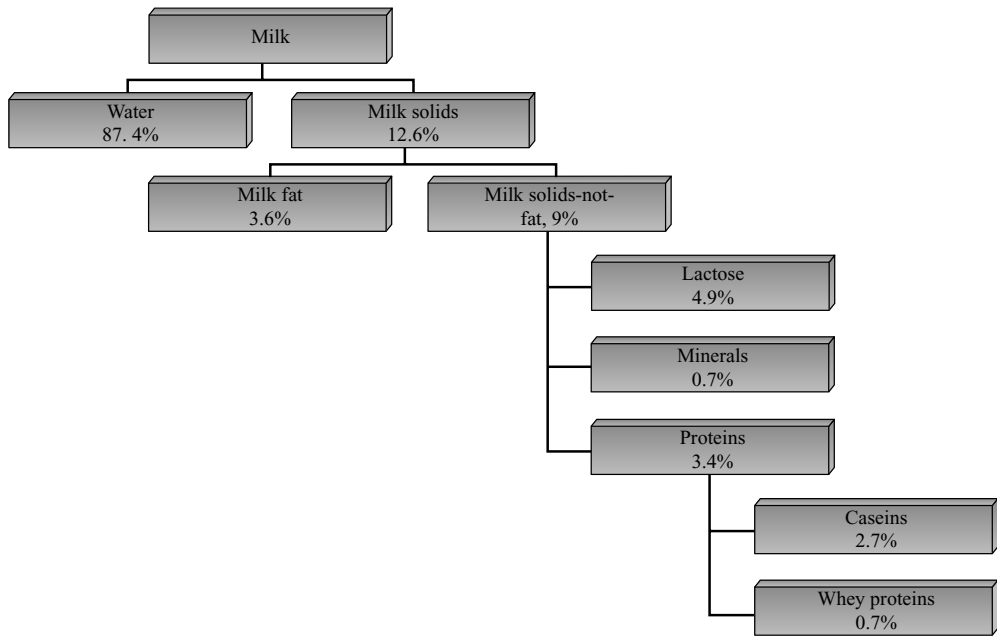 Milk
Water
87. 4%
Milk solids
12.6%
Milk fat
3.6%
Milk solids-not-
fat, 9%
Lactose
4.9%
Minerals
0.7%
Proteins
3.4%
Caseins
2.7%
Whey proteins
0.7%